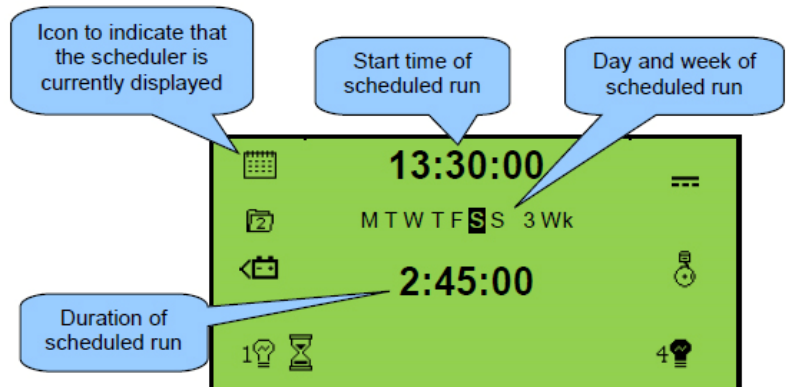 Icon to indicate that
the scheduler is
currently displayed
Start time of
scheduled run
Day and week of
scheduled run
13:30:00
2
M T W T F S S 3 Wk
2:45:00
Duration of
scheduled run
1
4